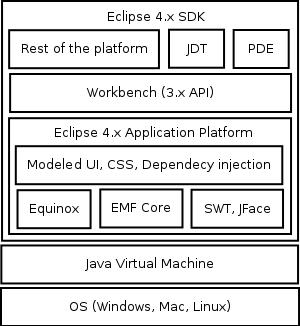 Eclipse 4.x SDK
Rest of the platform JDT PDE
Workbench (3.x API)
Eclipse 4.x Application Platform
Modeled UI, CSS, Dependecy injection
Equinox EMF Core SWT, JFace
Java Virtual Machine
OS (Windows, Mac, Linux)